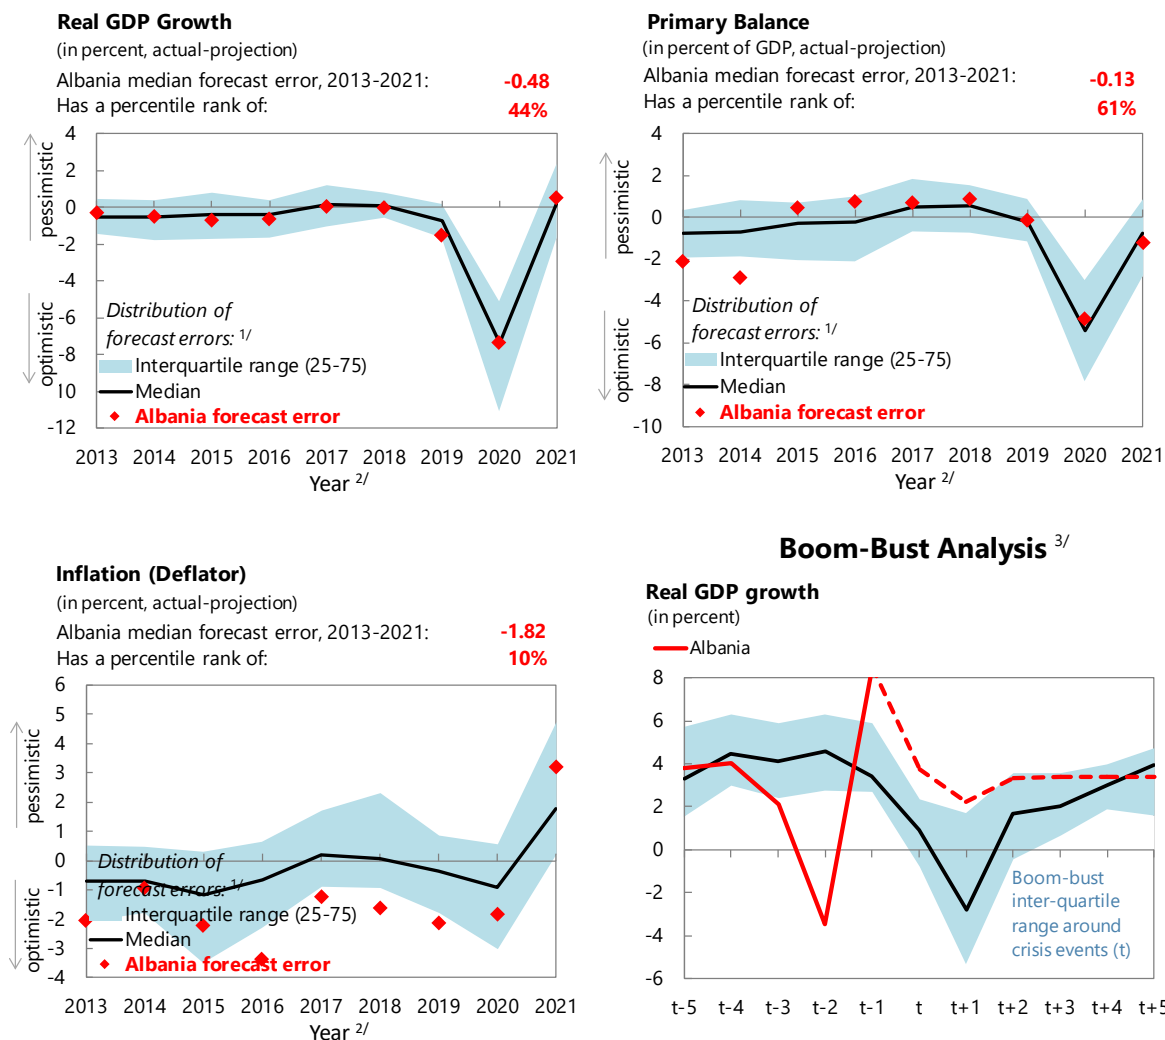 Real GDP Growth
(in percent, actual-projection)
Albania median forecast error, 2013-2021: -0.48
Has a percentile rank of: 44%
4
2
0
-2
-4
-6
-8
-10
-12
pessimistic
optimistic
Distribution of
forecast errors: 1/
Interquartile range (25-75)
Median
Albania forecast error
2013 2014 2015 2016 2017 2018 2019 2020 2021
Year 2/
Primary Balance
(in percent of GDP, actual-projection)
Albania median forecast error, 2013-2021: -0.13
Has a percentile rank of: 61%
4
2
0
-2
-4
-6
-8
-10
pessimistic
optimistic
Distribution of
forecast errors: 1/
Interquartile range (25-75)
Median
Albania forecast error
2013 2014 2015 2016 2017 2018 2019 2020 2021
Year 2/
Inflation (Deflator)
(in percent, actual-projection)
Albania median forecast error, 2013-2021: -1.82
Has a percentile rank of: 10%
6
5
4
3
2
1
0
-1
-2
-3
-4
pessimistic
optimistic
Distribution of
forecast errors: 1/
Interquartile range (25-75)
Median
Albania forecast error
2013 2014 2015 2016 2017 2018 2019 2020 2021
Year 2/
Boom-Bust Analysis 3/
Real GDP growth
(in percent)
Albania
8
6
4
2
0
-2
-4
-6
Boom-bust
inter-quartile
range around
crisis events (t)
t-5 t-4 t-3 t-2 t-1 t t+1 t+2 t+3 t+4 t+5